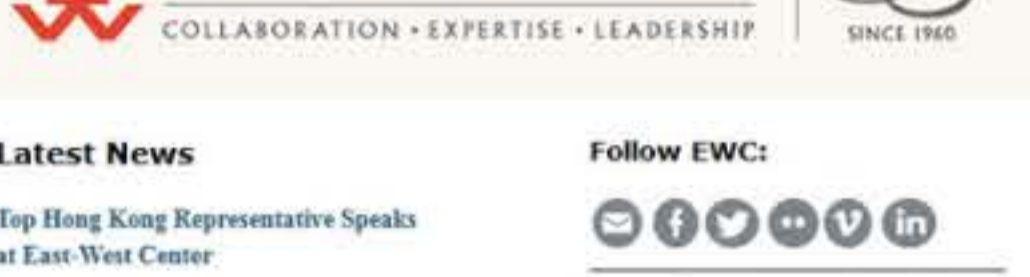 COLLABORATION • EXPERTISE • LEADERSHIP
SINCE 1960
Latest News
Top Hong Kong Representative Speaks
at East-West Center
Follow EWC: